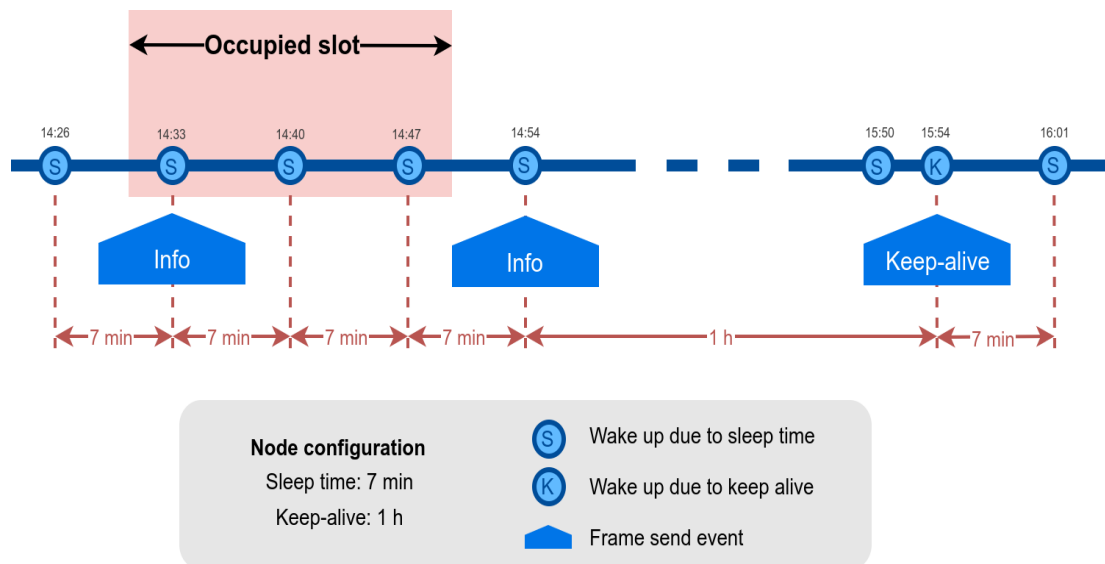 Occupied slot
14:26
14:33
14:40
14:47
14:54
15:50
15:54
16:01
S
S
S
S
S
S
K
S
Info
Info
Keep-alive
7 min
7 min
7 min
7 min
1 h
7 min
Node configuration
Sleep time: 7 min
Keep-alive: 1 h
S
Wake up due to sleep time
K
Wake up due to keep alive
Frame send event